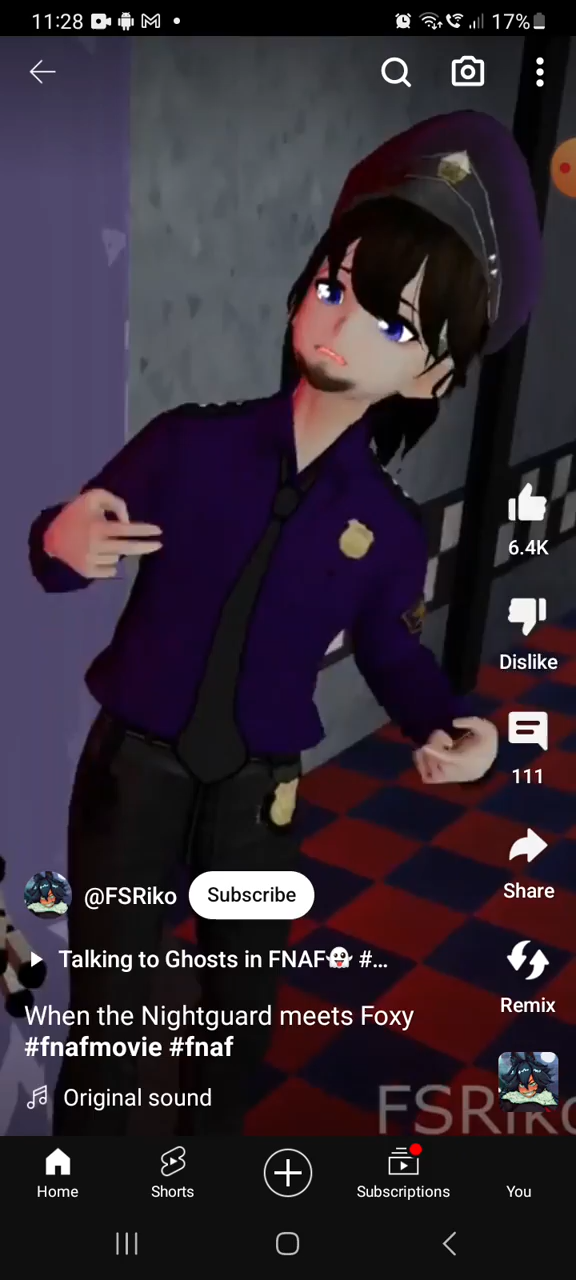 11:28
17%
6.4K
Dislike
111
Share
@FSRiko
Subscribe
Talking to Ghosts in FNAF👻 #...
Remix
When the Nightguard meets Foxy
#fnafmovie #fnaf
Original sound
FSRiko
Home
Shorts
Subscriptions
You